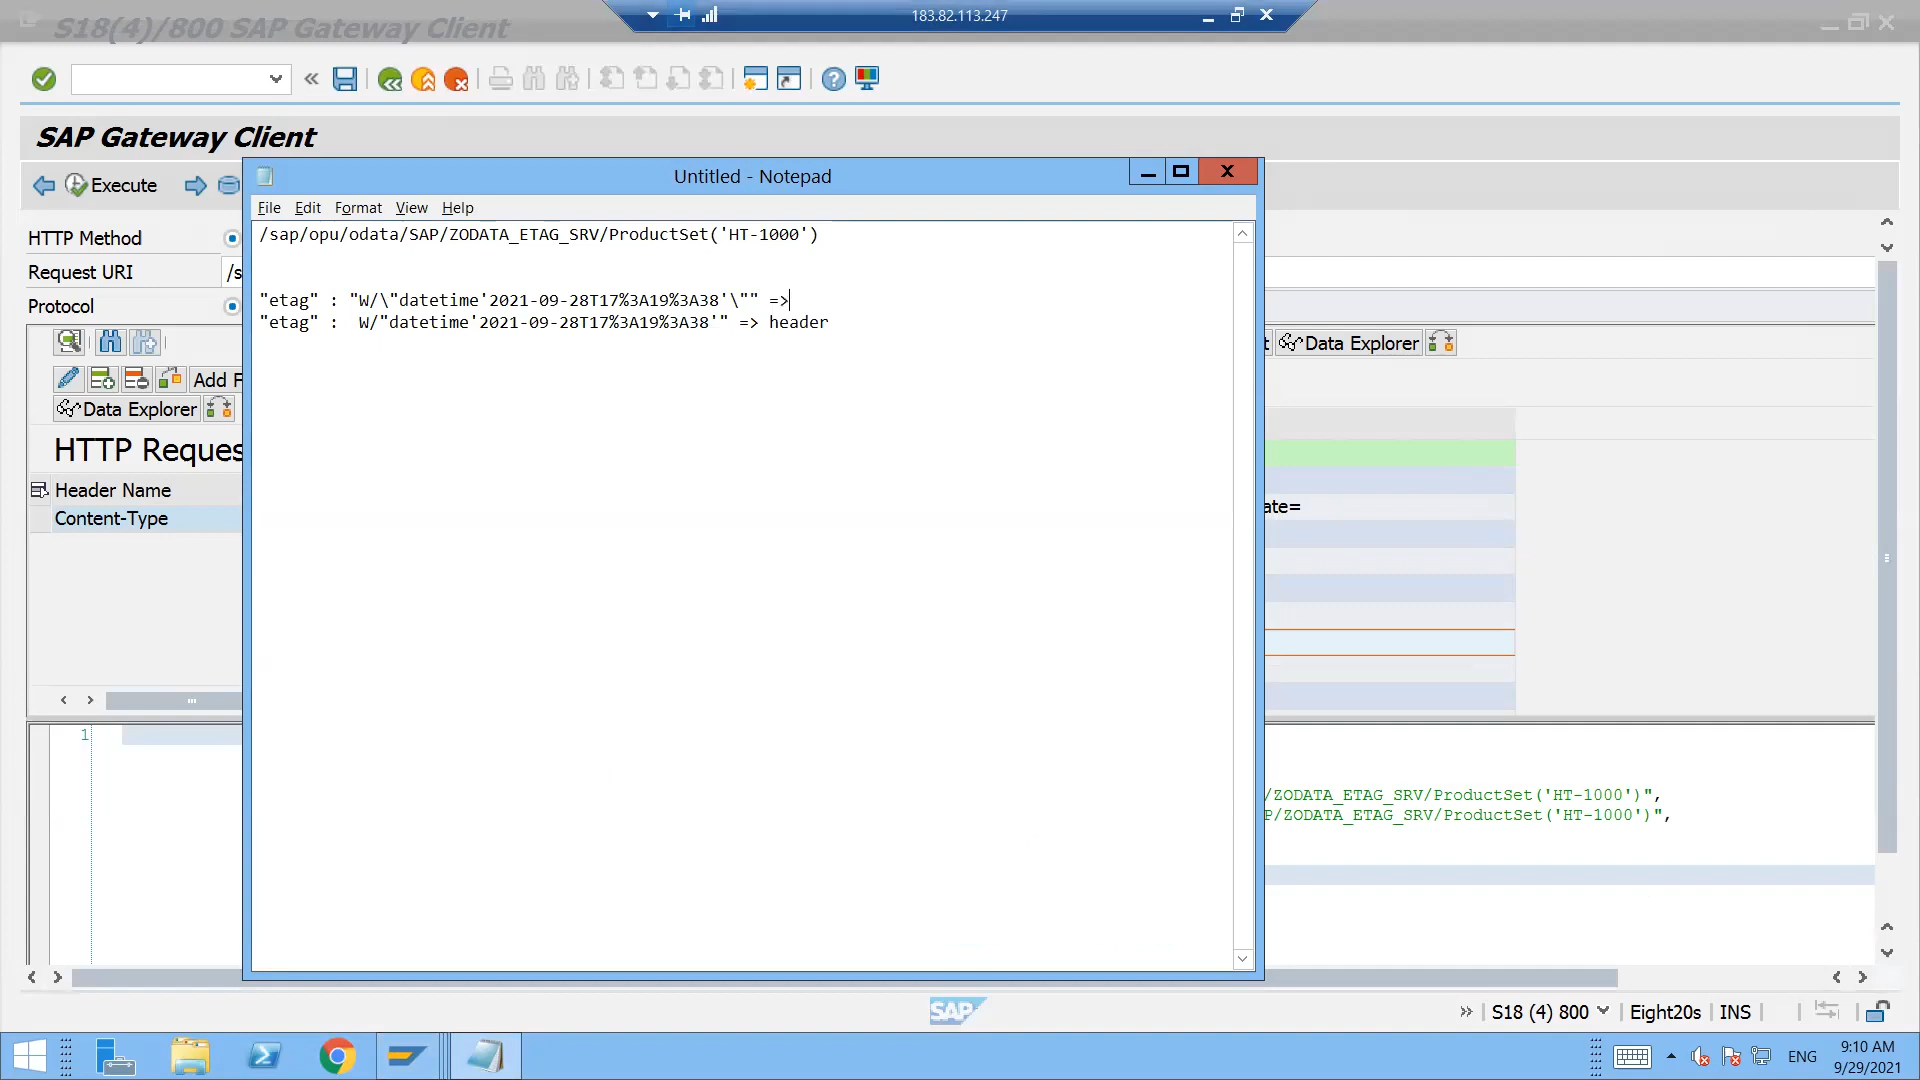 S18(4)/800 SAP Gateway Client
183.82.113.247
SAP Gateway Client
Execute
Untitled - Notepad
File Edit Format View Help
/sap/opu/odata/SAP/ZODATA_ETAG_SRV/ProductSet('HT-1000')
"etag" : "W/\"datetime'2021-09-28T17%3A19%3A38'\"" =>
"etag" :  W/"datetime'2021-09-28T17%3A19%3A38'" => header
HTTP Method
Request URI /s
Protocol
t Data Explorer
Add F
Data Explorer
HTTP Reques
Header Name
Content-Type
ate=
1
/ZODATA_ETAG_SRV/ProductSet('HT-1000')",
P/ZODATA_ETAG_SRV/ProductSet('HT-1000')",
SAP
S18 (4) 800 Eight20s INS
ENG
9:10 AM
9/29/2021